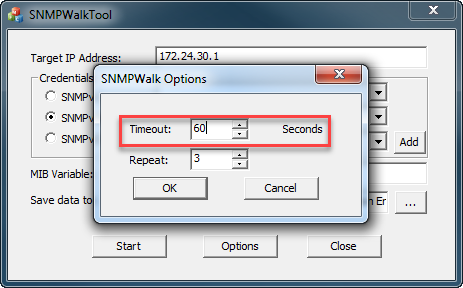 SNMPWalkTool
Target IP Address: 172.24.30.1
Credentials
SNMPWalk Options
SNMPv
SNMPv
SNMPv
Timeout: 60 Seconds
Add
Repeat: 3
MIB Variable:
OK Cancel
Save data to
n Er ...
Start Options Close